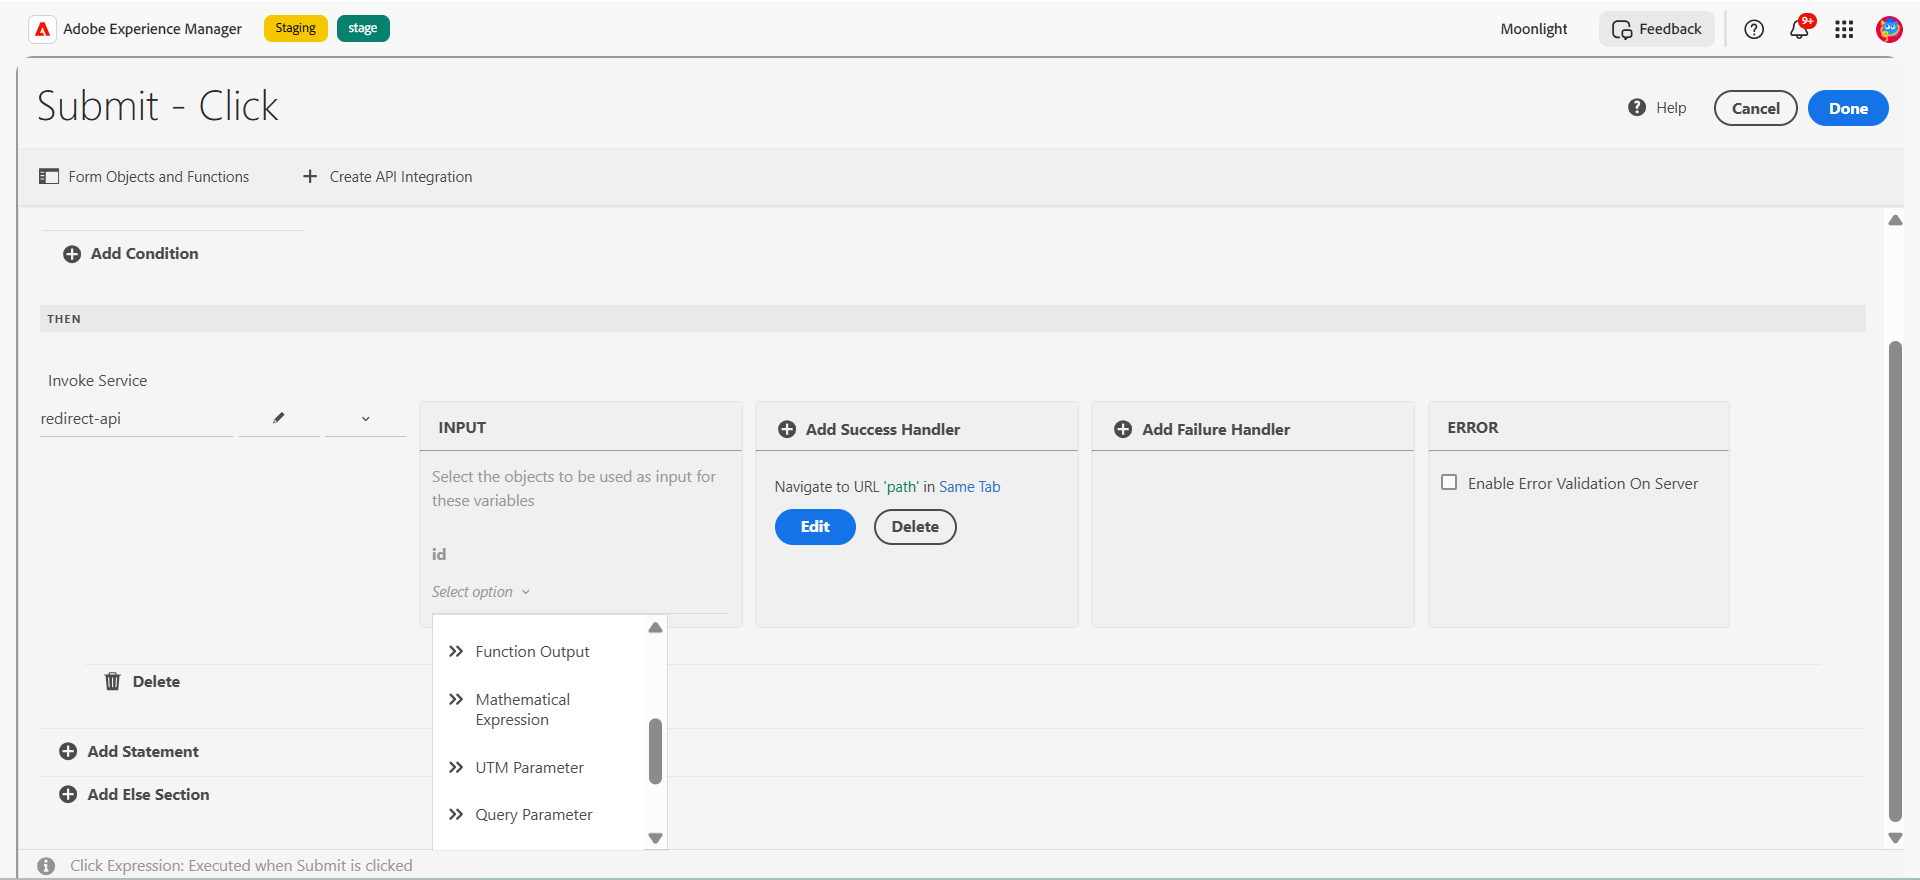 Adobe Experience Manager
Staging
stage
Moonlight
Feedback
9+
Submit - Click
Help
Cancel
Done
Form Objects and Functions
Create API Integration
Add Condition
THEN
Invoke Service
redirect-api
INPUT
Select the objects to be used as input for
these variables
id
Select option
Function Output
Mathematical
Expression
UTM Parameter
Query Parameter
Add Success Handler
Navigate to URL 'path' in Same Tab
Edit
Delete
Add Failure Handler
ERROR
Enable Error Validation On Server
Delete
Add Statement
Add Else Section
Click Expression: Executed when Submit is clicked